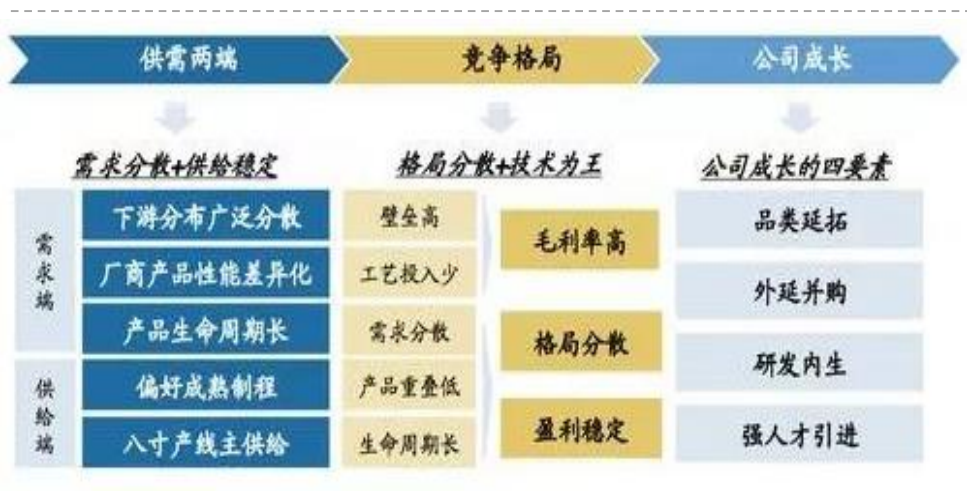 供需两端
竞争格局
公司成长
需求分散+供给稳定
格局分散+技术为王
公司成长的四要素
需求端
下游分布广泛分散
厂商产品性能差异化
产品生命周期长
供给端
偏好成熟制程
八寸产线主供给
壁垒高
工艺投入少
需求分散
产品重叠低
生命周期长
毛利率高
格局分散
盈利稳定
品类延拓
外延并购
研发内生
强人才引进